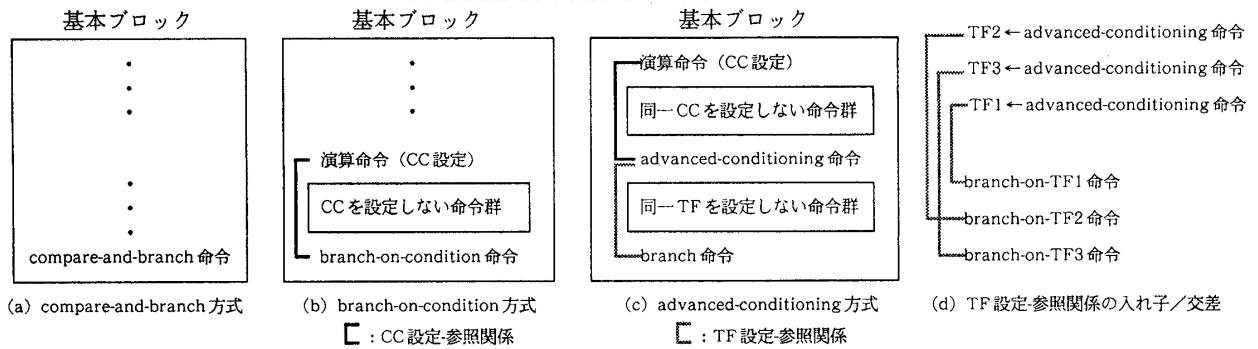 基本ブロック
compare-and-branch 命令
(a) compare-and-branch 方式
基本ブロック
演算命令（CC 設定）
CC を設定しない命令群
branch-on-condition 命令
(b) branch-on-condition 方式
基本ブロック
演算命令（CC 設定）
同一 CC を設定しない命令群
advanced-conditioning 命令
同一 TF を設定しない命令群
branch 命令
(c) advanced-conditioning 方式
TF2←advanced-conditioning 命令
TF3←advanced-conditioning 命令
TF1←advanced-conditioning 命令
branch-on-TF1 命令
branch-on-TF2 命令
branch-on-TF3 命令
(d) TF 設定-参照関係の入れ子／交差
：CC 設定-参照関係
：TF 設定-参照関係